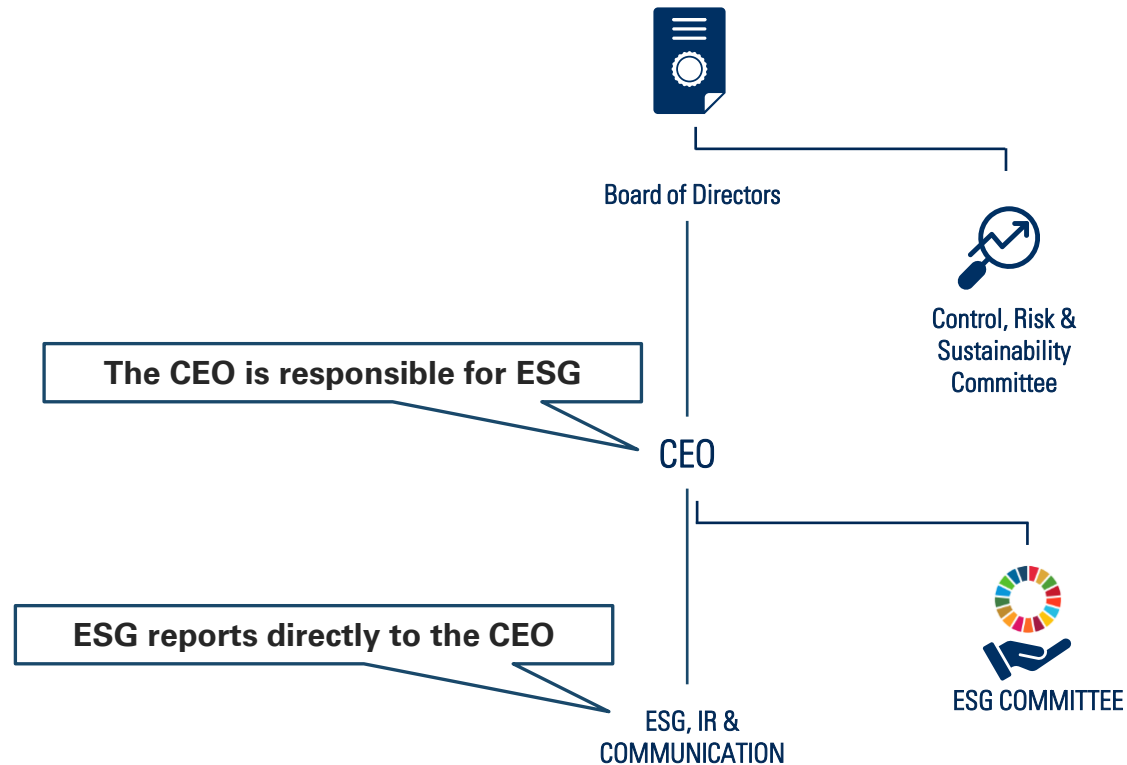 Board of Directors
Control, Risk &
Sustainability
Committee
The CEO is responsible for ESG
CEO
ESG reports directly to the CEO
ESG COMMITTEE
ESG, IR &
COMMUNICATION